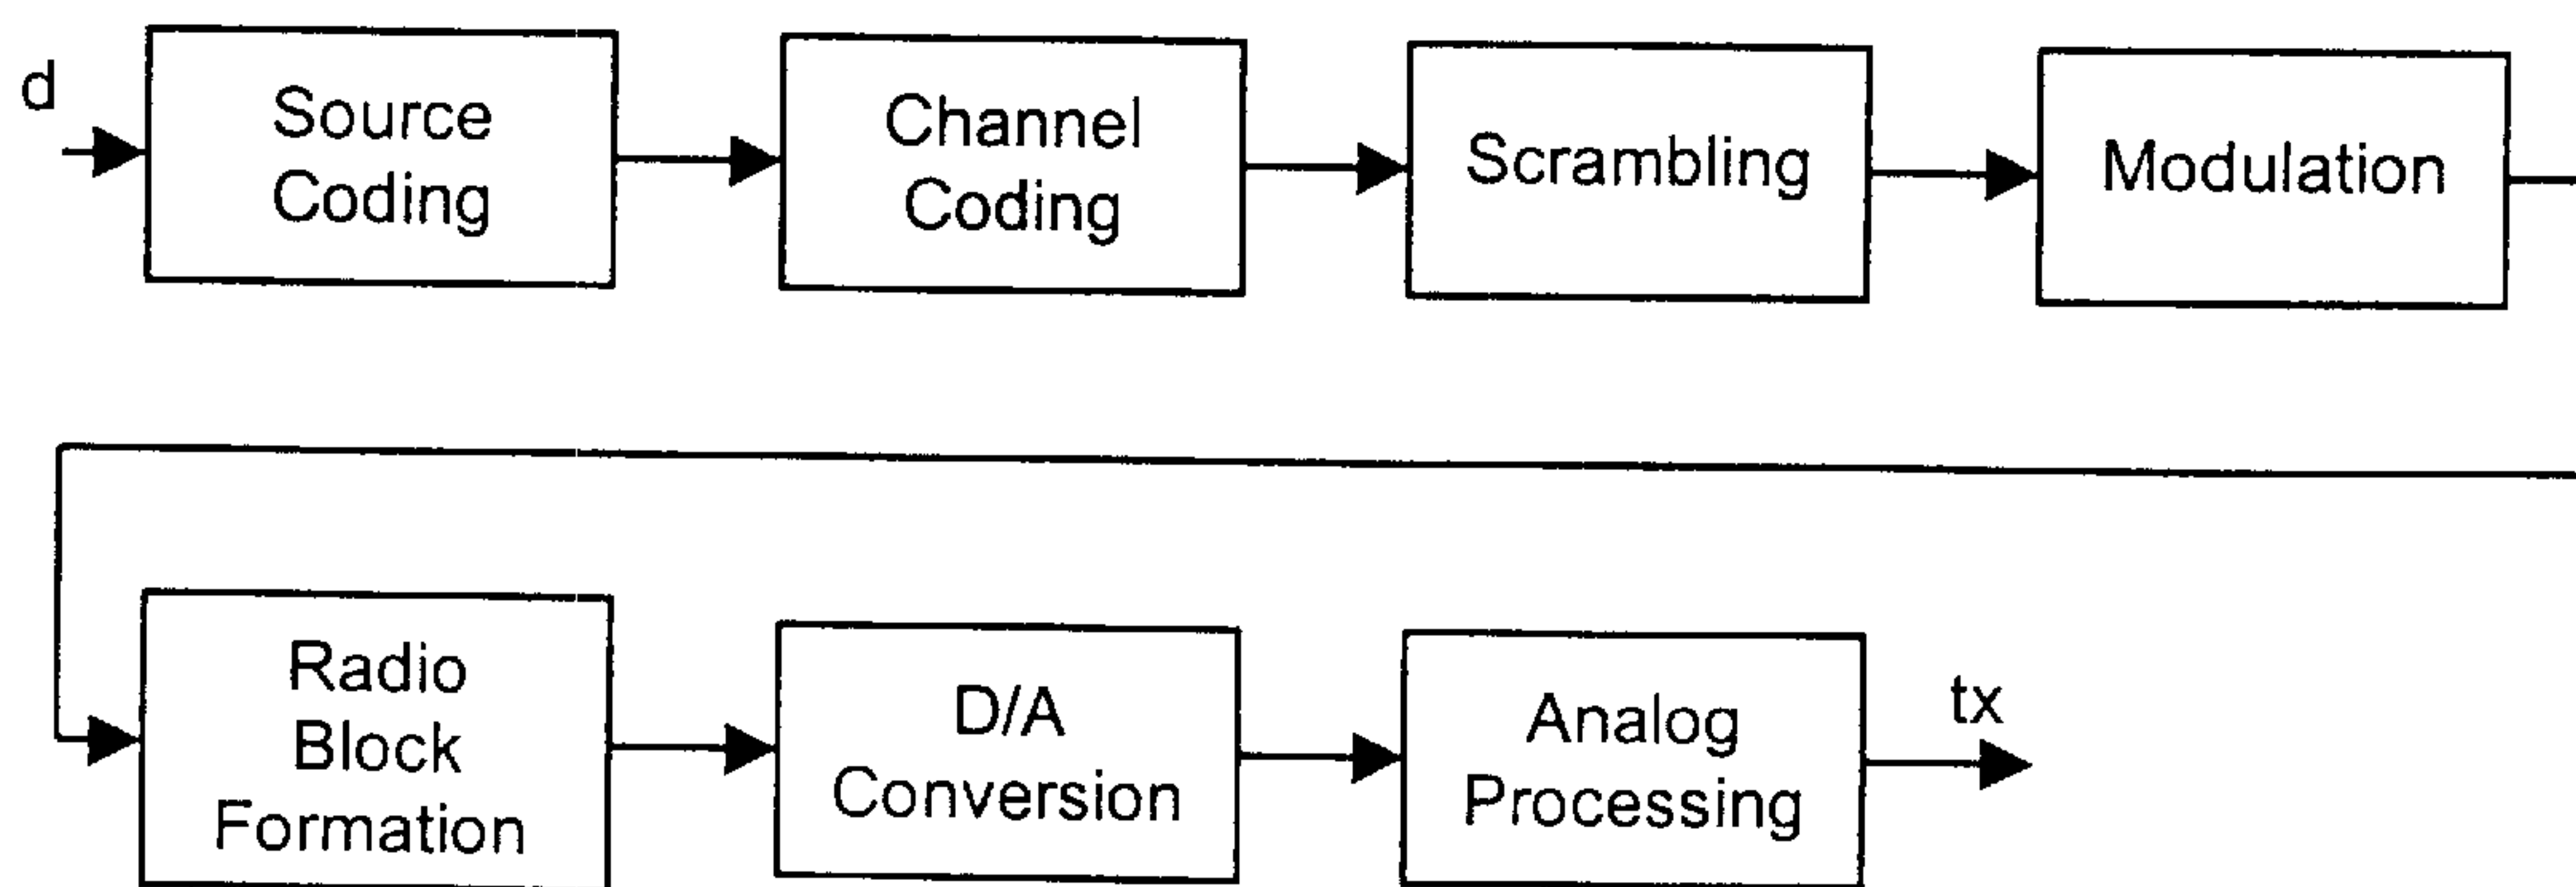 d
Source
Coding
Channel
Coding
Scrambling
Modulation
Radio
Block
Formation
D/A
Conversion
Analog
Processing
tx